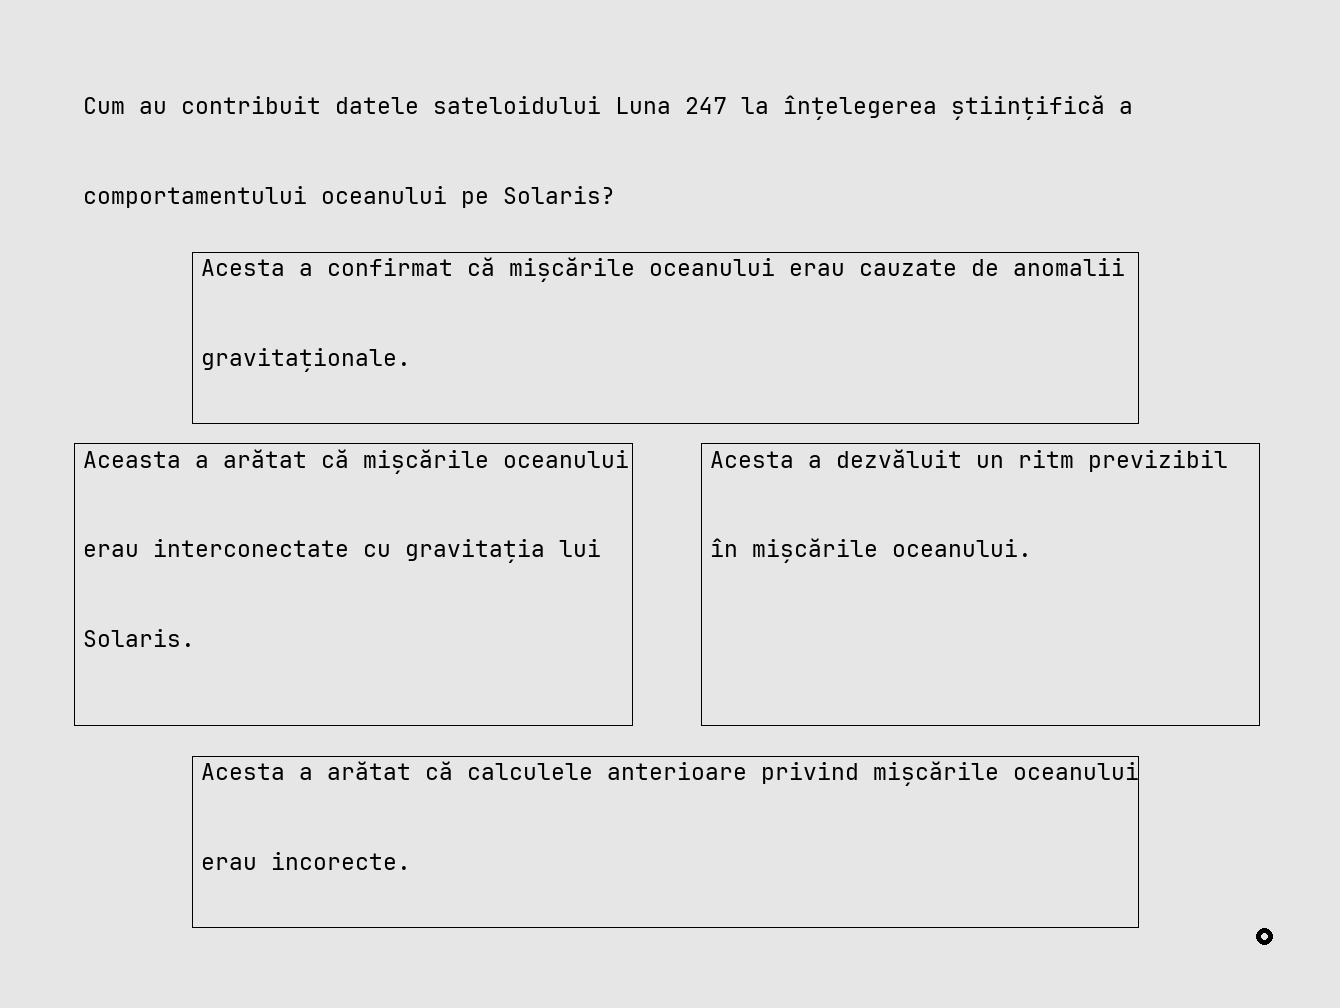 Cum au contribuit datele sateloidului Luna 247 la înțelegerea științifică a
comportamentului oceanului pe Solaris?
Acesta a confirmat că mișcările oceanului erau cauzate de anomalii
gravitaționale.
Aceasta a arătat că mișcările oceanului
erau interconectate cu gravitația lui
Solaris.
Acesta a dezvăluit un ritm previzibil
în mișcările oceanului.
Acesta a arătat că calculele anterioare privind mișcările oceanului
erau incorecte.